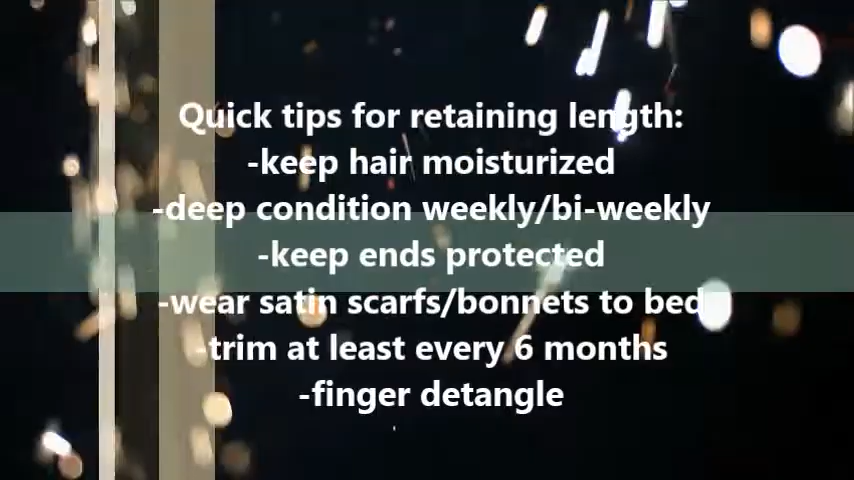 Quick tips for retaining length:
-keep hair moisturized
-deep condition weekly/bi-weekly
-keep ends protected
-wear satin scarfs/bonnets to bed
-trim at least every 6 months
-finger detangle